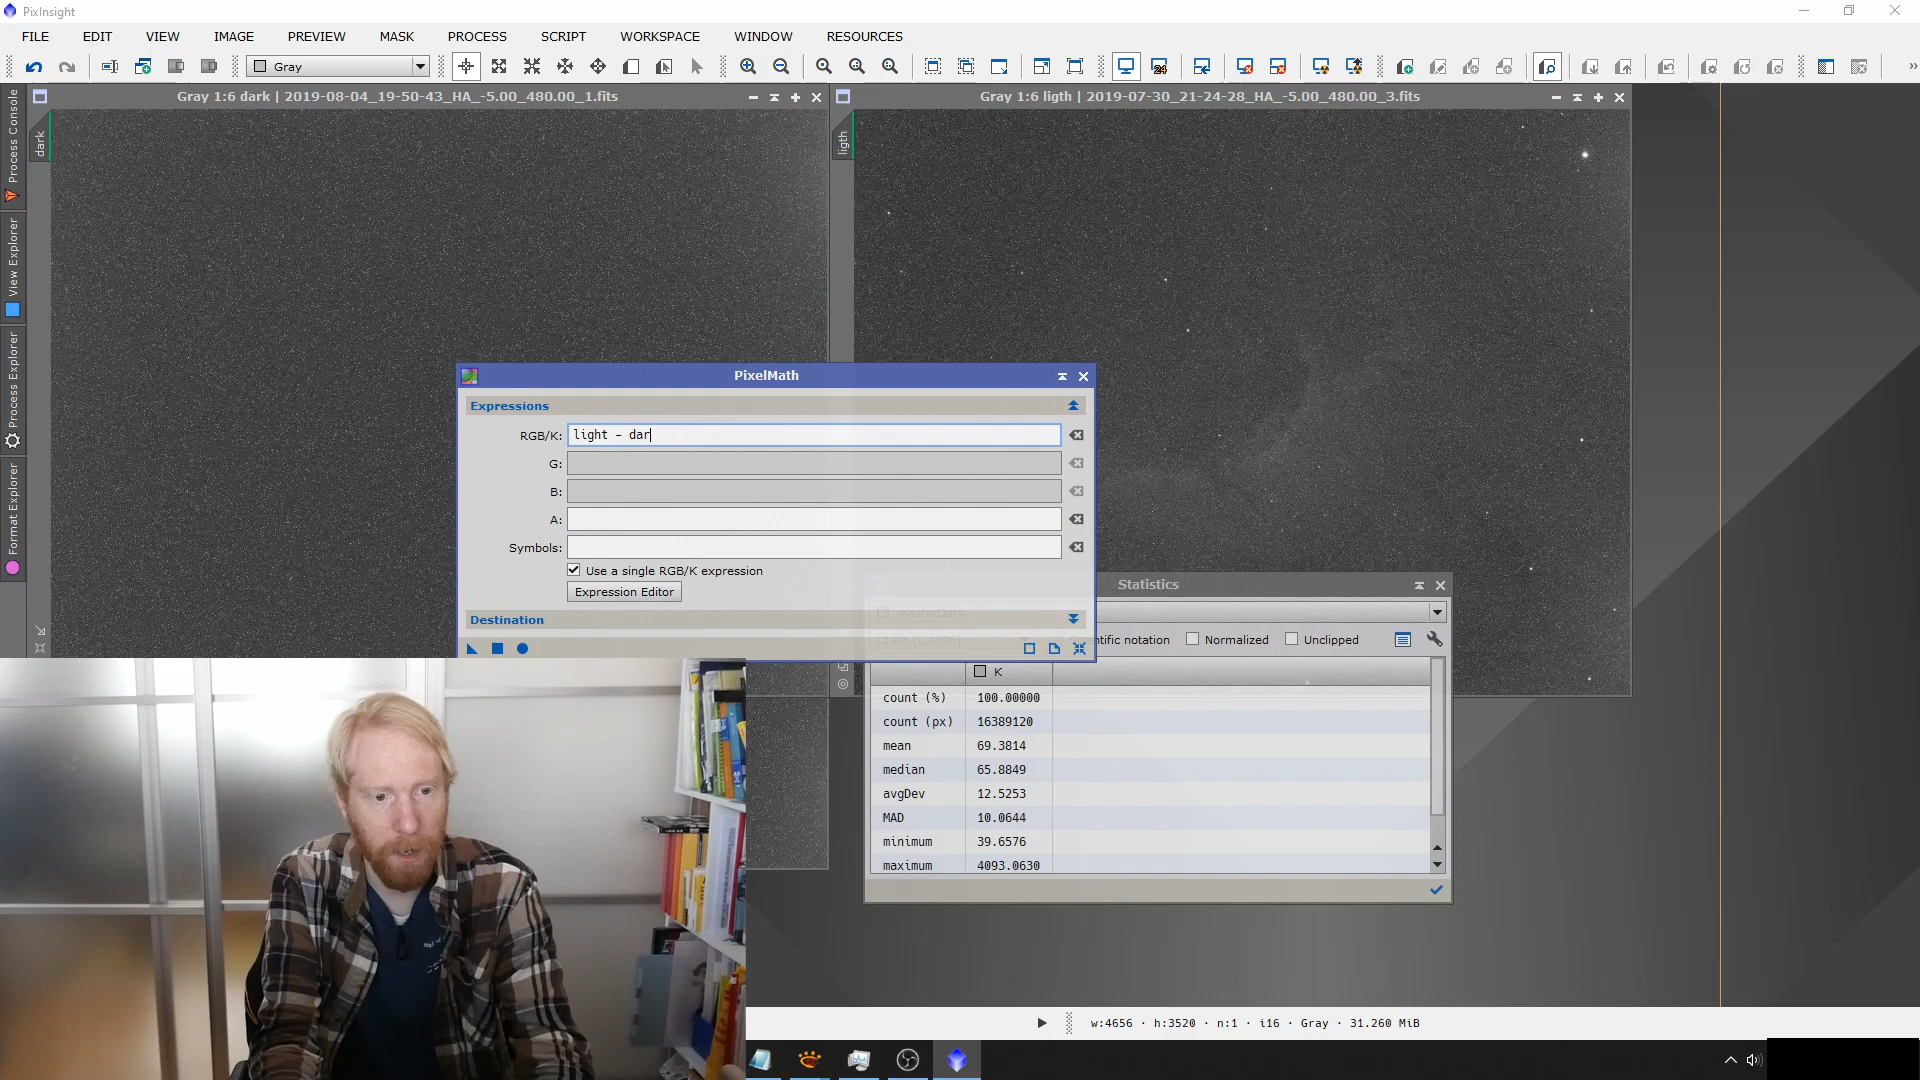 PixInsight
FILE EDIT VIEW IMAGE PREVIEW MASK PROCESS SCRIPT WORKSPACE WINDOW RESOURCES
Gray
24
Gray 1:6 dark | 2019-08-04_19-50-43_HA_-5.00_480.00_1.fits
Gray 1:6 ligth | 2019-07-30_21-24-28_HA_-5.00_480.00_3.fits
dark
ligth
Process Console
View Explorer
Process Explorer
Format Explorer
PixelMath
Expressions
RGB/K: light - dar
G:
B:
A:
Symbols:
Use a single RGB/K expression
Expression Editor
Destination
Statistics
ntific notation Normalized Unclipped
K
count (%) 100.00000
count (px) 16389120
mean 69.3814
median 65.8849
avgDev 12.5253
MAD 10.0644
minimum 39.6576
maximum 4093.0630
w:4656 · h:3520 · n:1 · i16 · Gray · 31.260 MiB